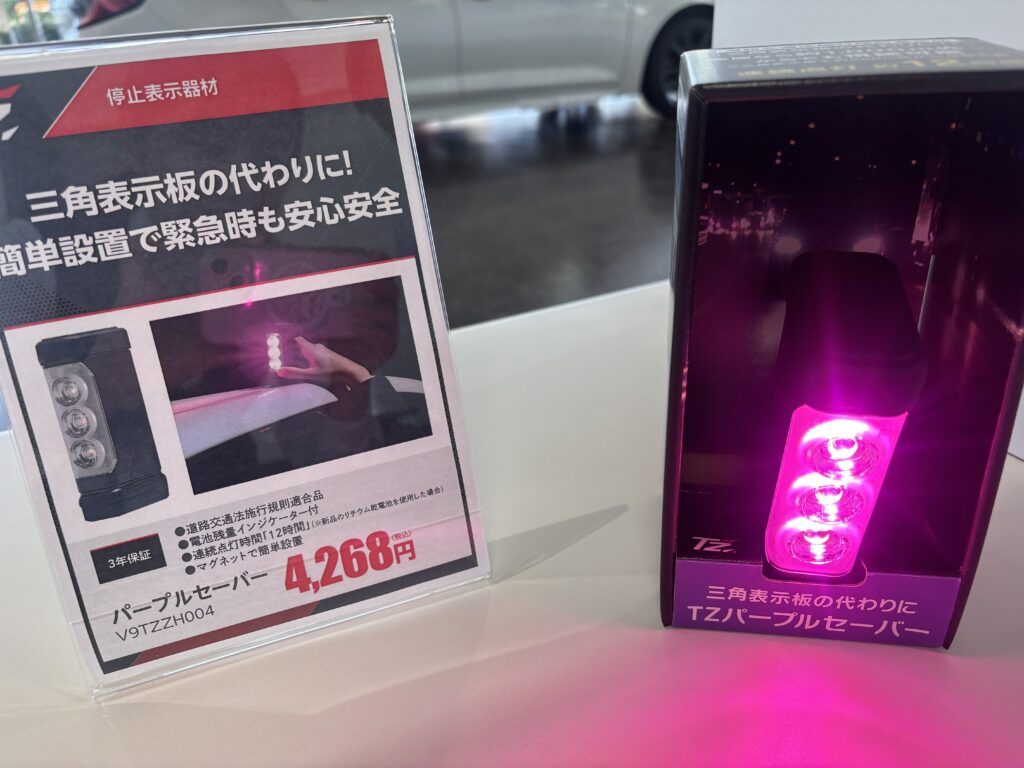 TZ.
停止表示器材
三角表示板の代わりに!
簡単設置で緊急時も安心安全
●道路交通法施行規則適合品
●電池残量インジケーター付
●連続点灯時間「12時間」(※新品のリチウム乾電池を使用した場合)
●マグネットで簡単設置
3年保証
パープルセーバー
V9TZZH004
4,268円
(税込)
TZ.
三角表示板の代わりに
TZパープルセーバー